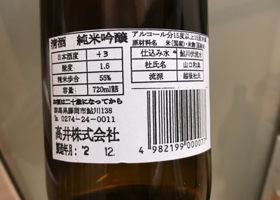 清酒 純米吟醸
アルコール分15度以上16度未満
原材料名 米(国産)・米麹(国産米)
日本酒度 +3
酸度 1.6
精米歩合 55%
容量 720ml詰
仕込み水 鮎川伏流水
杜氏名
流派 越後杜氏
お酒は二十歳になってから
群馬県藤岡市鮎川138
℡ 0274-24-0011
高井株式会社
製造年月: '2 12.
4 982199 000